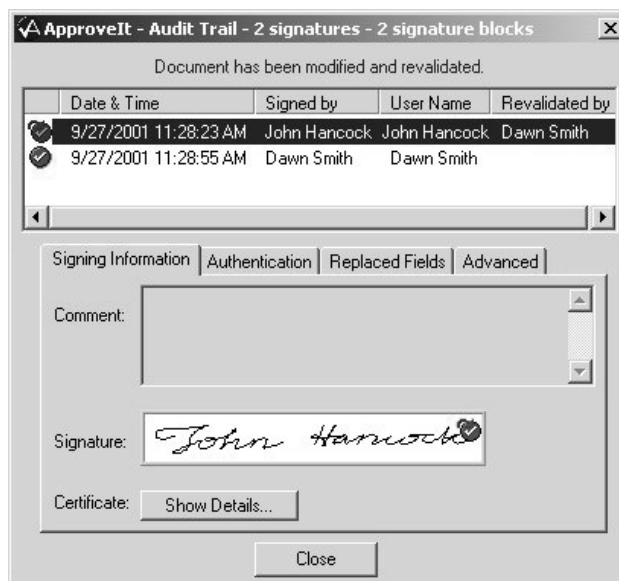 ApproveIt - Audit Trail - 2 signatures - 2 signature blocks
Document has been modified and revalidated.
Date & Time Signed by User Name Revalidated by
9/27/2001 11:28:23 AM John Hancock John Hancock Dawn Smith
9/27/2001 11:28:55 AM Dawn Smith Dawn Smith
Signing Information Authentication Replaced Fields Advanced
Comment:
Signature: John Hancock
Certificate: Show Details...
Close